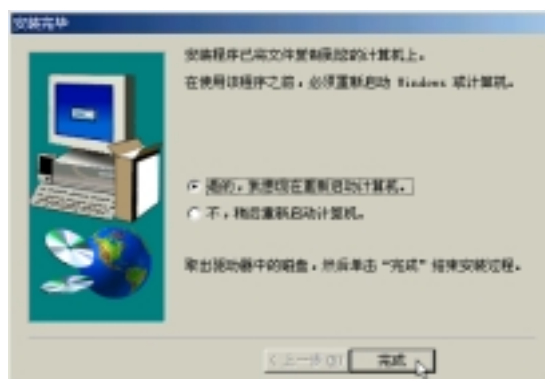 安装完毕
安装程序已将文件复制到您的计算机上。
在使用该程序之前，必须重新启动 Windows 或计算机。
是的，我想现在重新启动计算机。
不，稍后重新启动计算机。
取出驱动器中的磁盘，然后单击“完成”结束安装过程。
<上一步(B)
完成